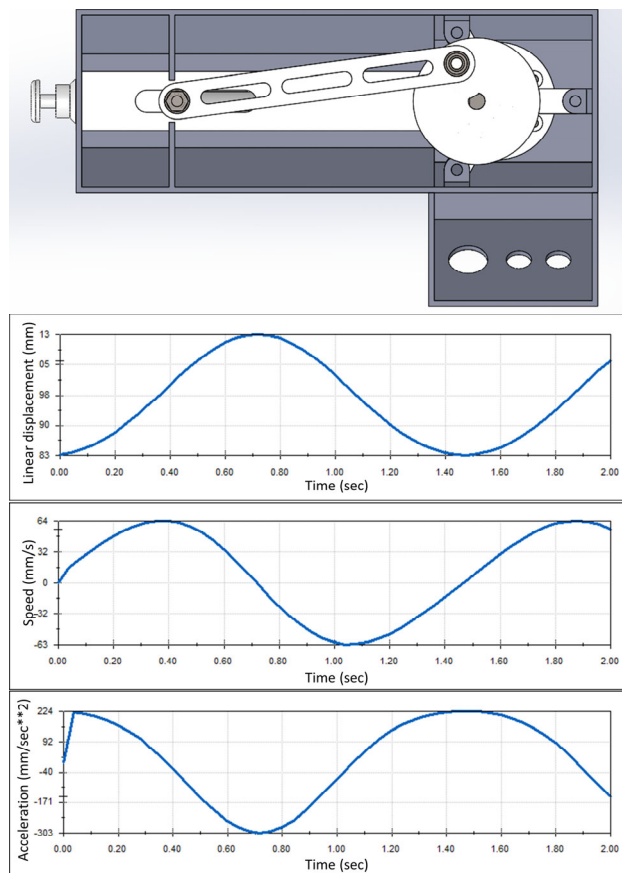 Linear displacement (mm)
13
05
98
90
83
0.00 0.20 0.40 0.60 0.80 1.00 1.20 1.40 1.60 1.80 2.00
Time (sec)
Speed (mm/s)
64
32
0
-32
-63
0.00 0.20 0.40 0.60 0.80 1.00 1.20 1.40 1.60 1.80 2.00
Time (sec)
Acceleration (mm/sec**2)
224
92
-40
-171
-303
0.00 0.20 0.40 0.60 0.80 1.00 1.20 1.40 1.60 1.80 2.00
Time (sec)